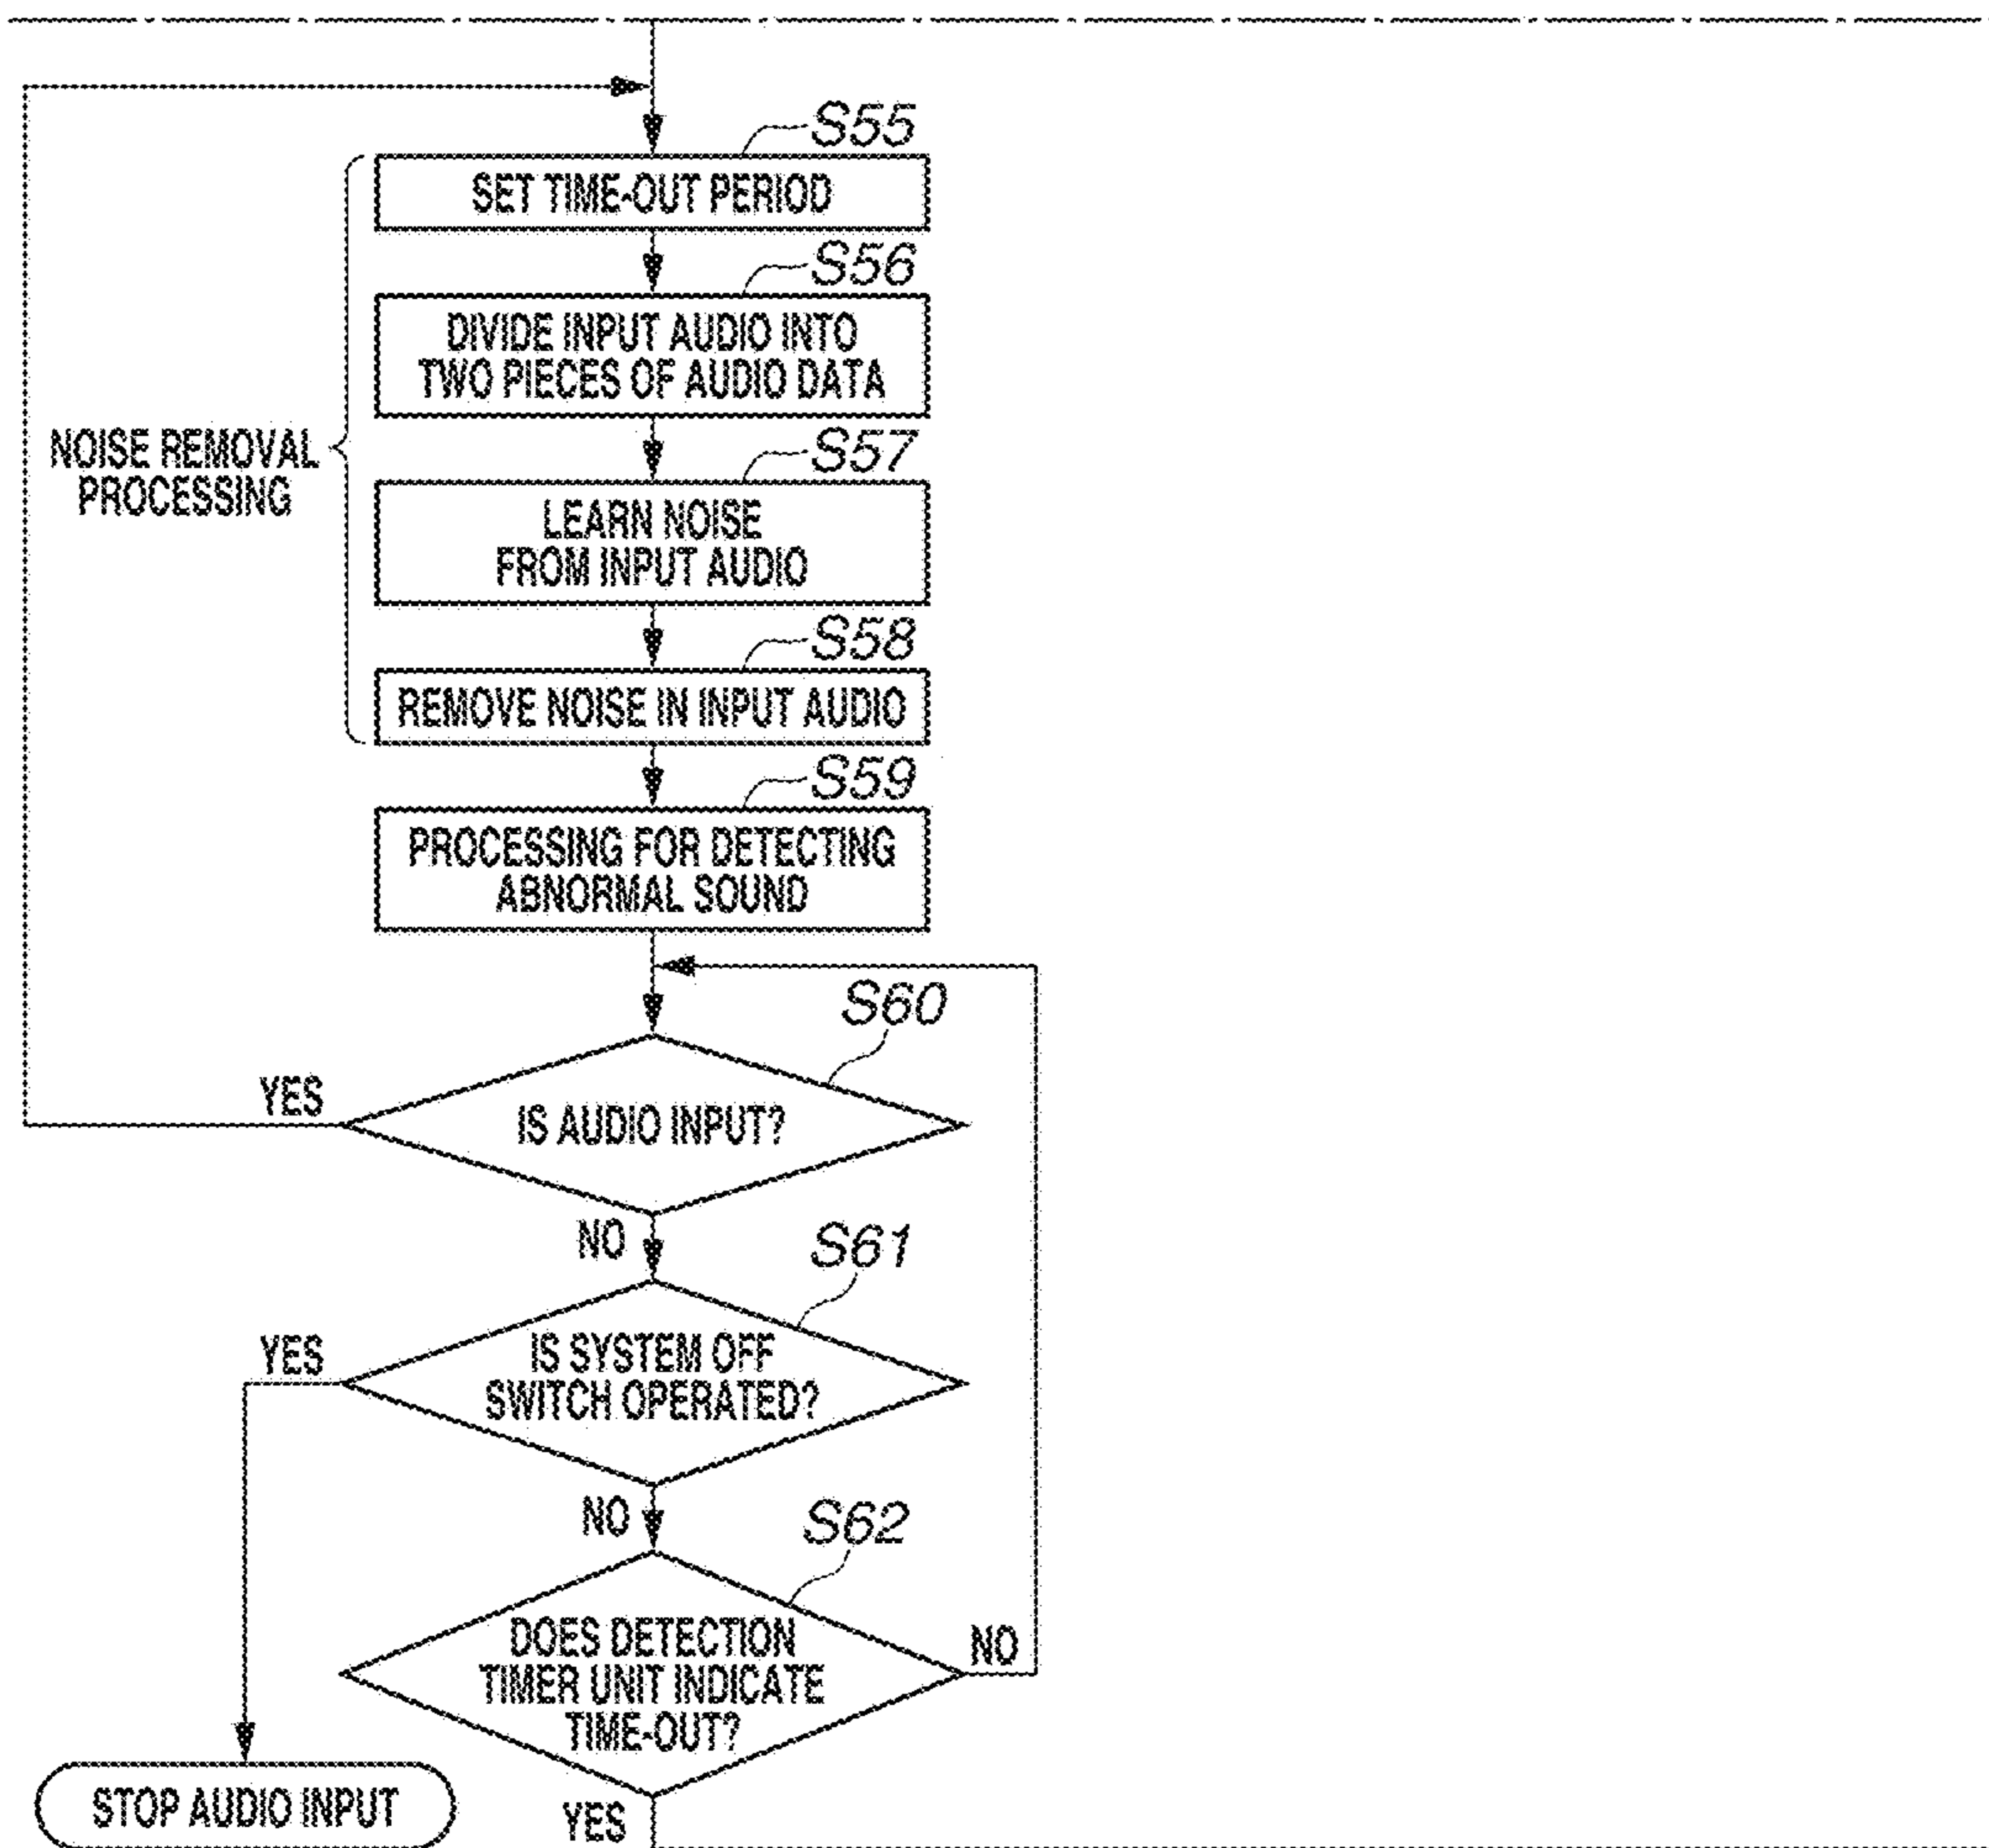 S55
SET TIME-OUT PERIOD
S56
DIVIDE INPUT AUDIO INTO
TWO PIECES OF AUDIO DATA
NOISE REMOVAL
PROCESSING
S57
LEARN NOISE
FROM INPUT AUDIO
S58
REMOVE NOISE IN INPUT AUDIO
S59
PROCESSING FOR DETECTING
ABNORMAL SOUND
S60
YES
IS AUDIO INPUT?
NO
S61
YES
IS SYSTEM OFF
SWITCH OPERATED?
NO
S62
DOES DETECTION
TIMER UNIT INDICATE
TIME-OUT?
NO
STOP AUDIO INPUT
YES